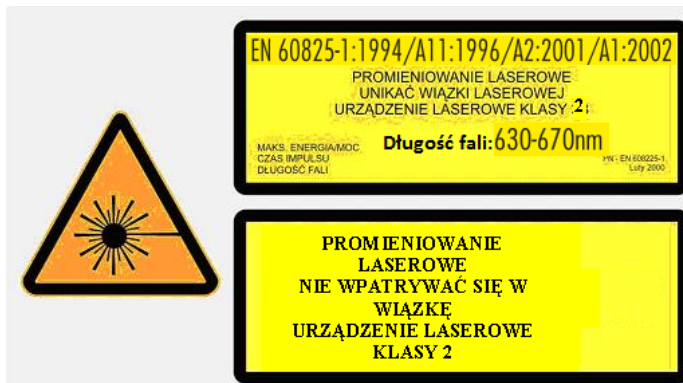 EN 60825-1:1994/A11:1996/A2:2001/A1:2002
PROMIENIOWANIE LASEROWE
UNIKAĆ WIĄZKI LASEROWEJ
URZĄDZENIE LASEROWE KLASY 2
Długość fali: 630-670nm
MAKS. ENERGIA/MOC
CZAS IMPULSU
DŁUGOŚĆ FALI
PN - EN 608225-1
Luty 2000
PROMIENIOWANIE
LASEROWE
NIE WPATRYWAĆ SIĘ W
WIĄZKĘ
URZĄDZENIE LASEROWE
KLASY 2